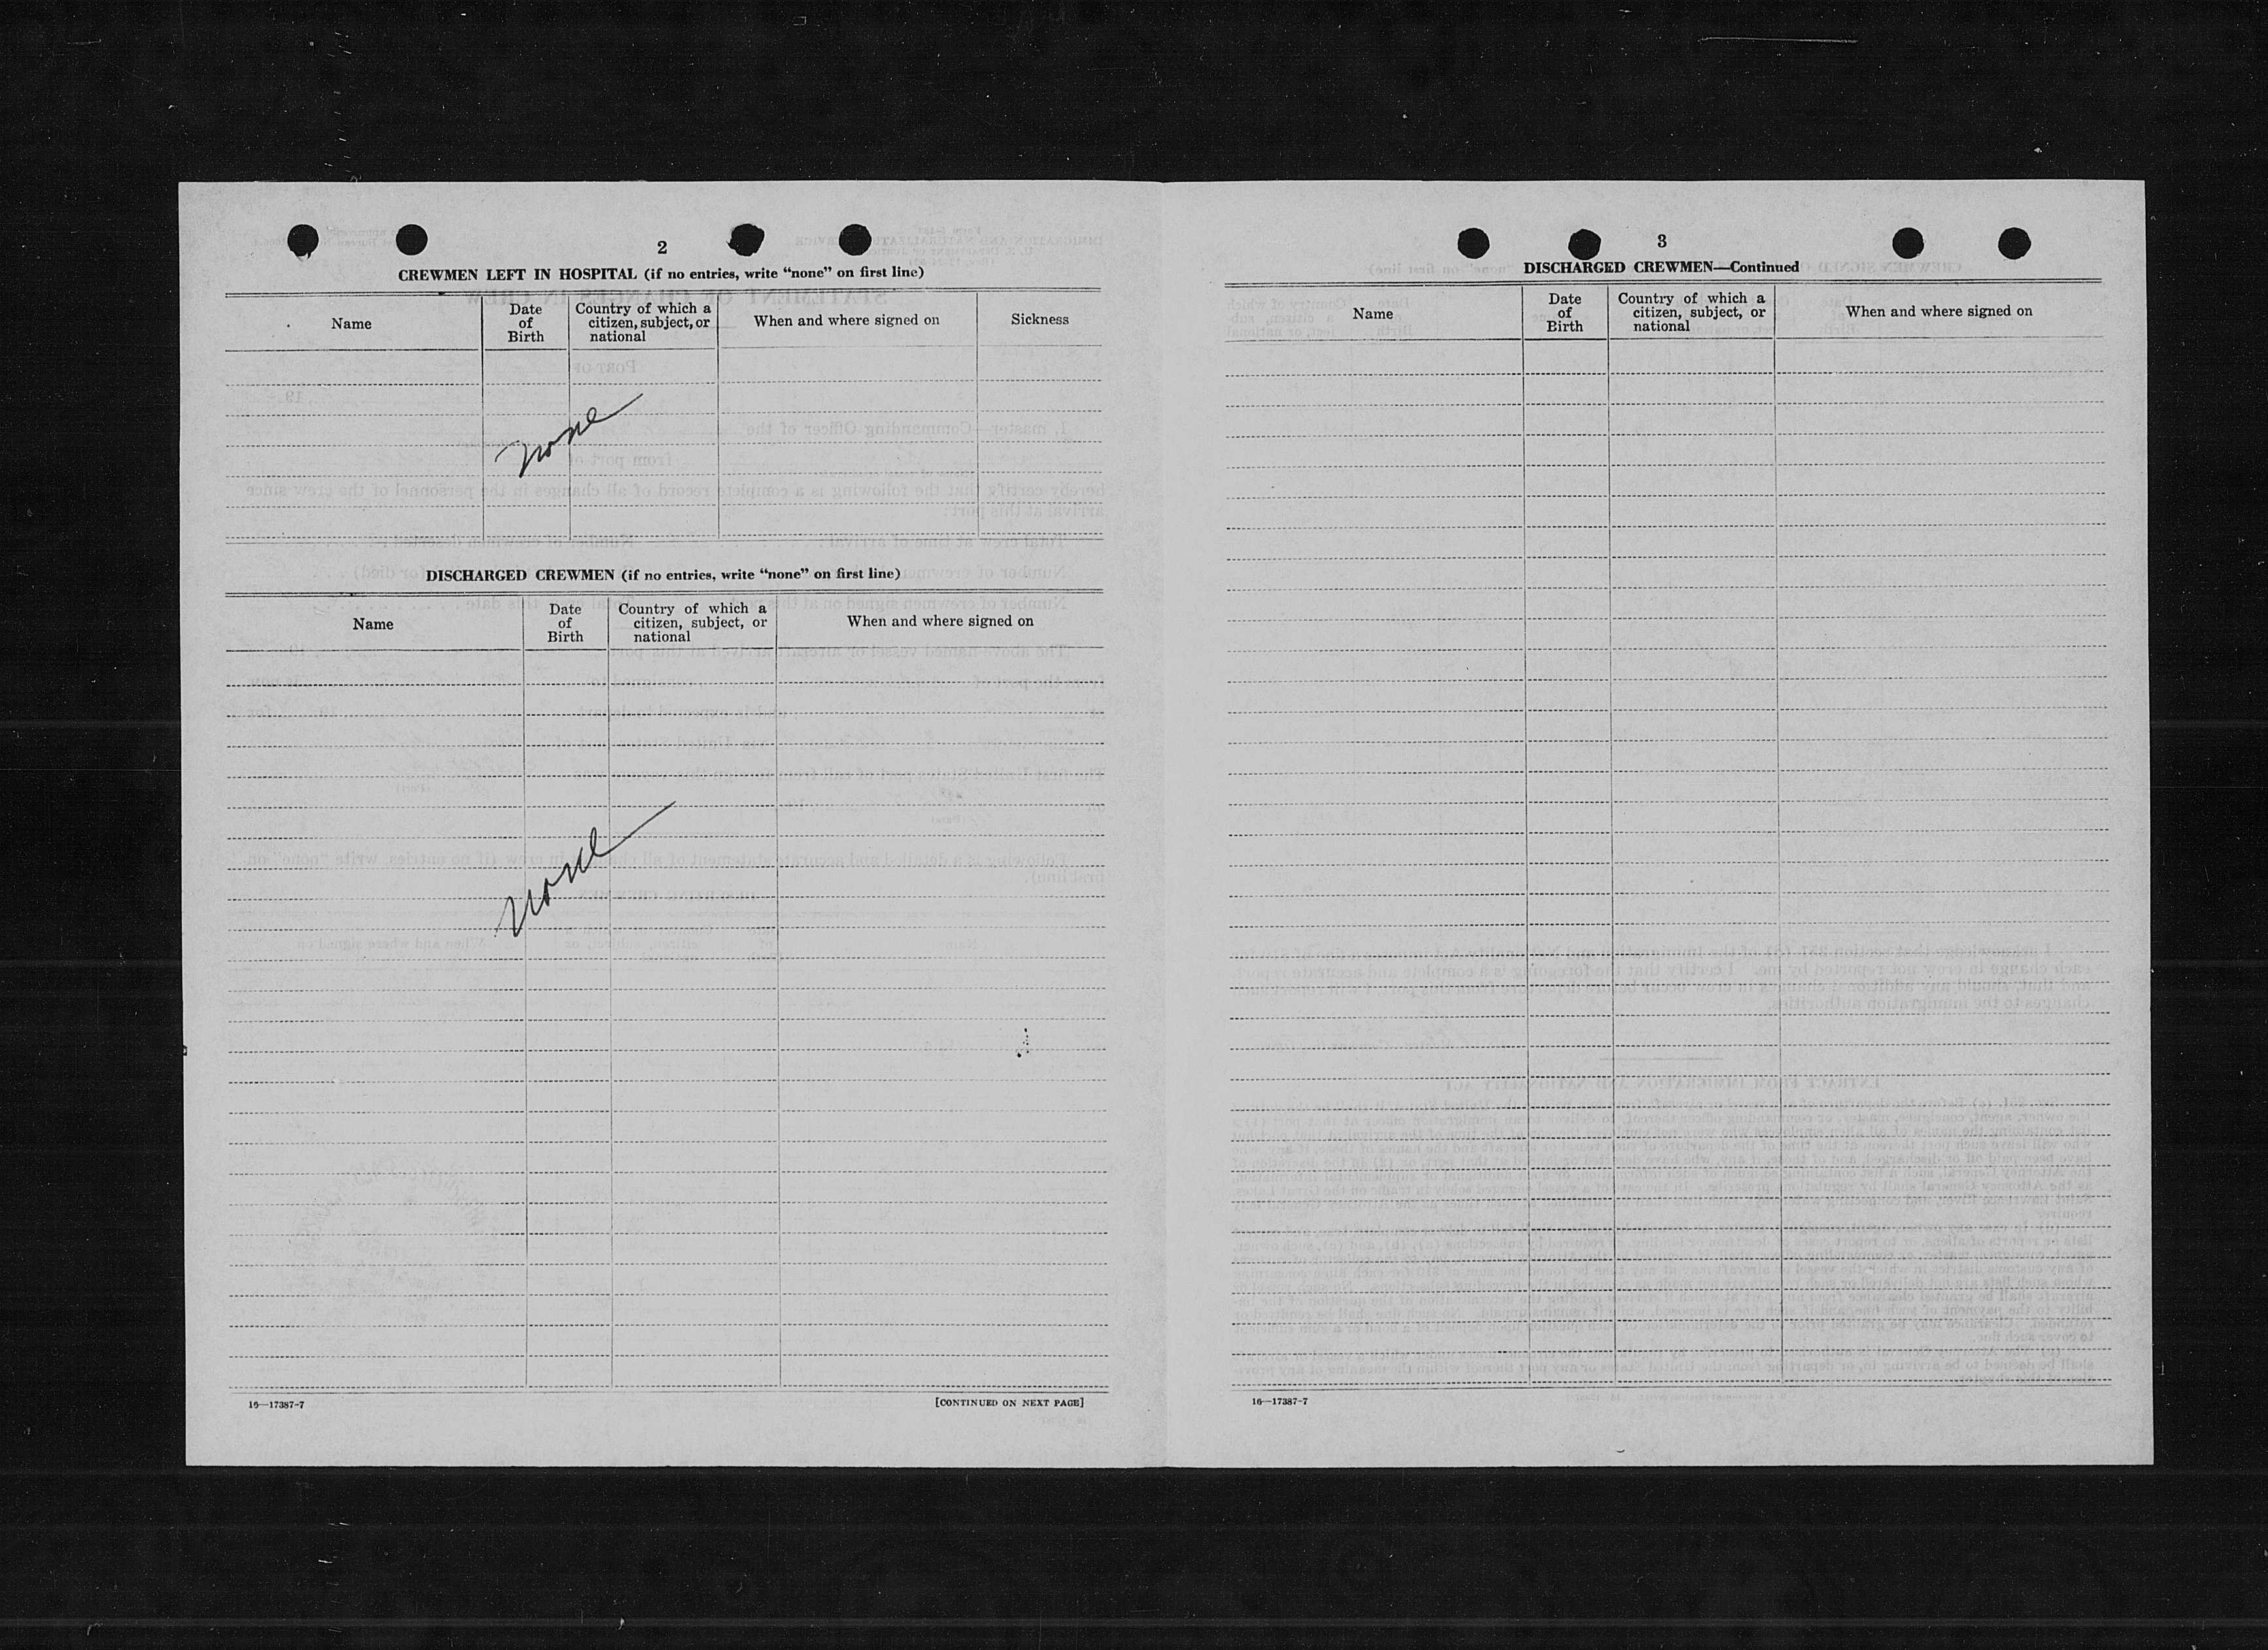 2
CREWMEN LEFT IN HOSPITAL (if no entries, write "none" on first line)
Name
Date of Birth
Country of which a citizen, subject, or national
When and where signed on
Sickness
none
DISCHARGED CREWMEN (if no entries, write "none" on first line)
Name
Date of Birth
Country of which a citizen, subject, or national
When and where signed on
none
16—17387-7
[CONTINUED ON NEXT PAGE]
3
DISCHARGED CREWMEN—Continued
Name
Date of Birth
Country of which a citizen, subject, or national
When and where signed on
16—17387-7